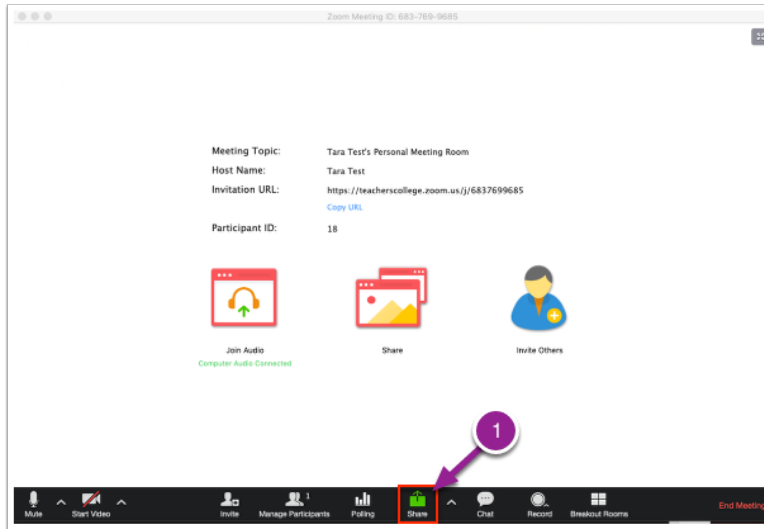 Zoom Meeting ID: 683-769-9685
Meeting Topic: Tara Test's Personal Meeting Room
Host Name: Tara Test
Invitation URL: https://teacherscollege.zoom.us/j/6837699685
Copy URL
Participant ID: 18
Join Audio Share Invite Others
Computer Audio Connected
1
1
Mute Start Video Invite Manage Participants Polling Share Chat Record Breakout Rooms End Meeting